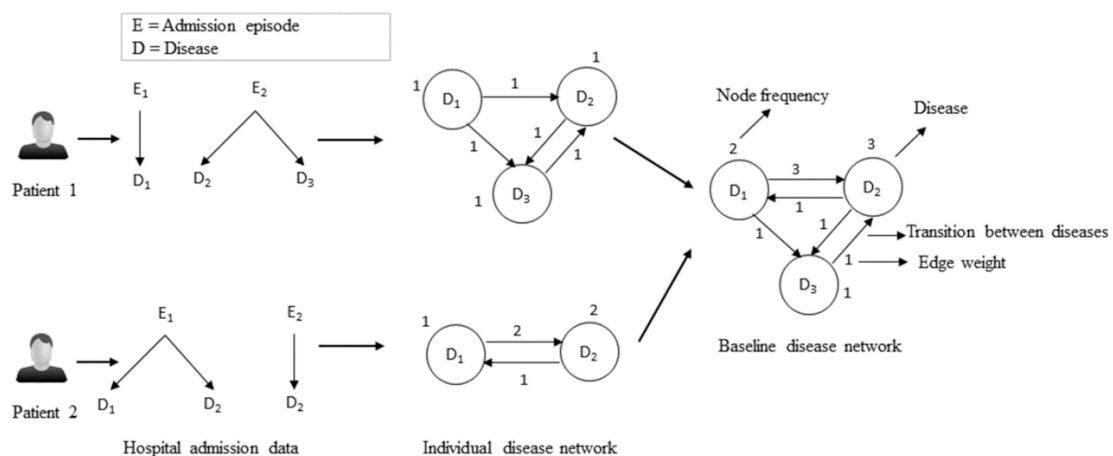 E = Admission episode
D = Disease
E₁
E₂
D₁
D₂
D₃
Patient 1
1
D₁
1
1
D₂
1
1
1
1
D₃
Node frequency
Disease
2
3
D₁
3
D₂
1
1
1
Transition between diseases
1
Edge weight
D₃
1
Baseline disease network
E₁
E₂
D₁
D₂
D₂
Patient 2
1
D₁
2
2
D₂
1
Hospital admission data
Individual disease network